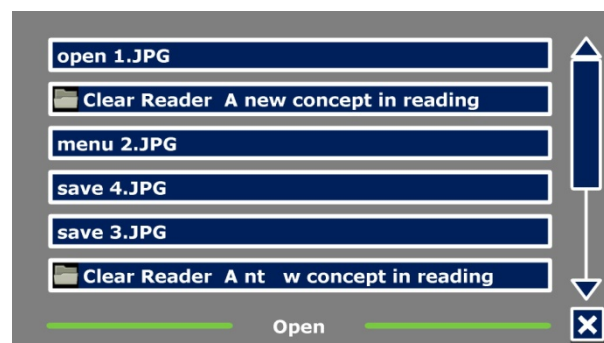 open 1.JPG
Clear Reader A new concept in reading
menu 2.JPG
save 4.JPG
save 3.JPG
Clear Reader A nt w concept in reading
Open